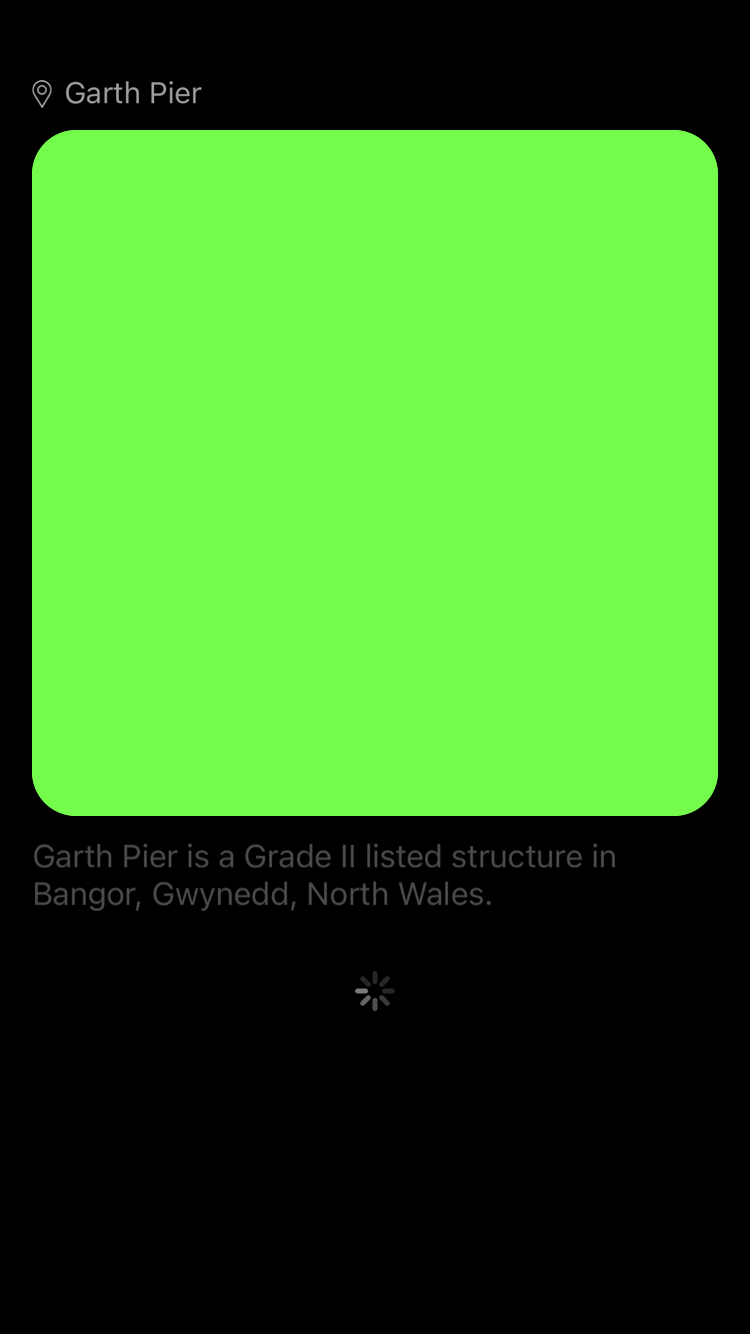 Garth Pier
Garth Pier is a Grade II listed structure in
Bangor, Gwynedd, North Wales.